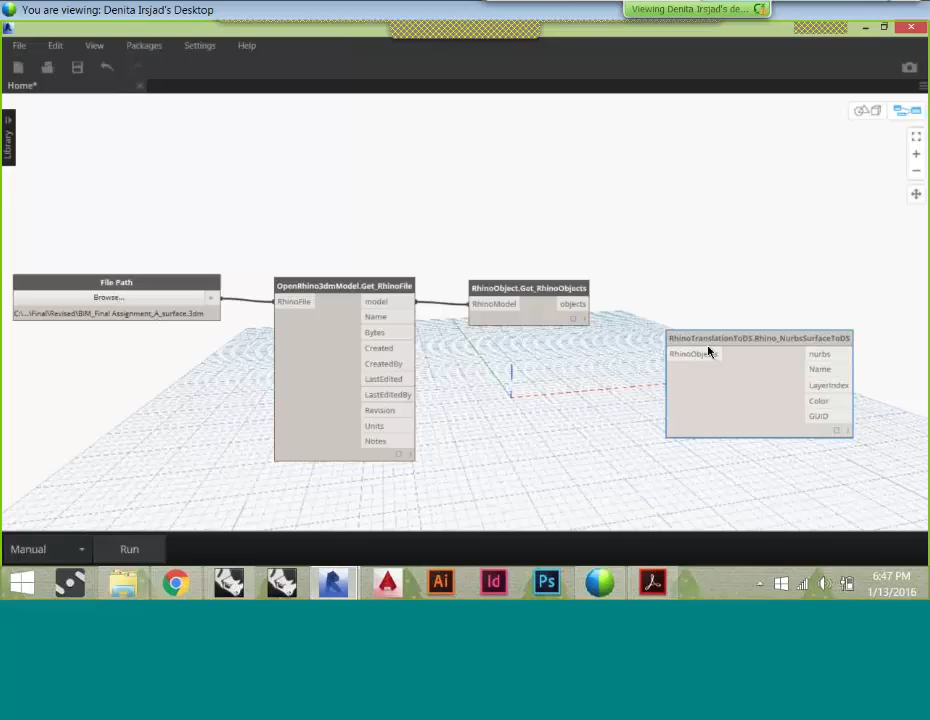 You are viewing: Denita Irsjad's Desktop
Viewing Denita Irsjad's de...
File Edit View Packages Settings Help
Home*
Library
File Path
Browse...
>
C:\...\Final\Revised\BIM_Final Assignment_A_surface.3dm
OpenRhino3dmModel.Get_RhinoFile
RhinoFile model
Name
Bytes
Created
CreatedBy
LastEdited
LastEditedBy
Revision
Units
Notes
RhinoObject.Get_RhinoObjects
RhinoModel objects
RhinoTranslationToDS.Rhino_NurbsSurfaceToDS
nurbs
Name
LayerIndex
Color
GUID
Manual Run
Ai Id Ps
6:47 PM
1/13/2016